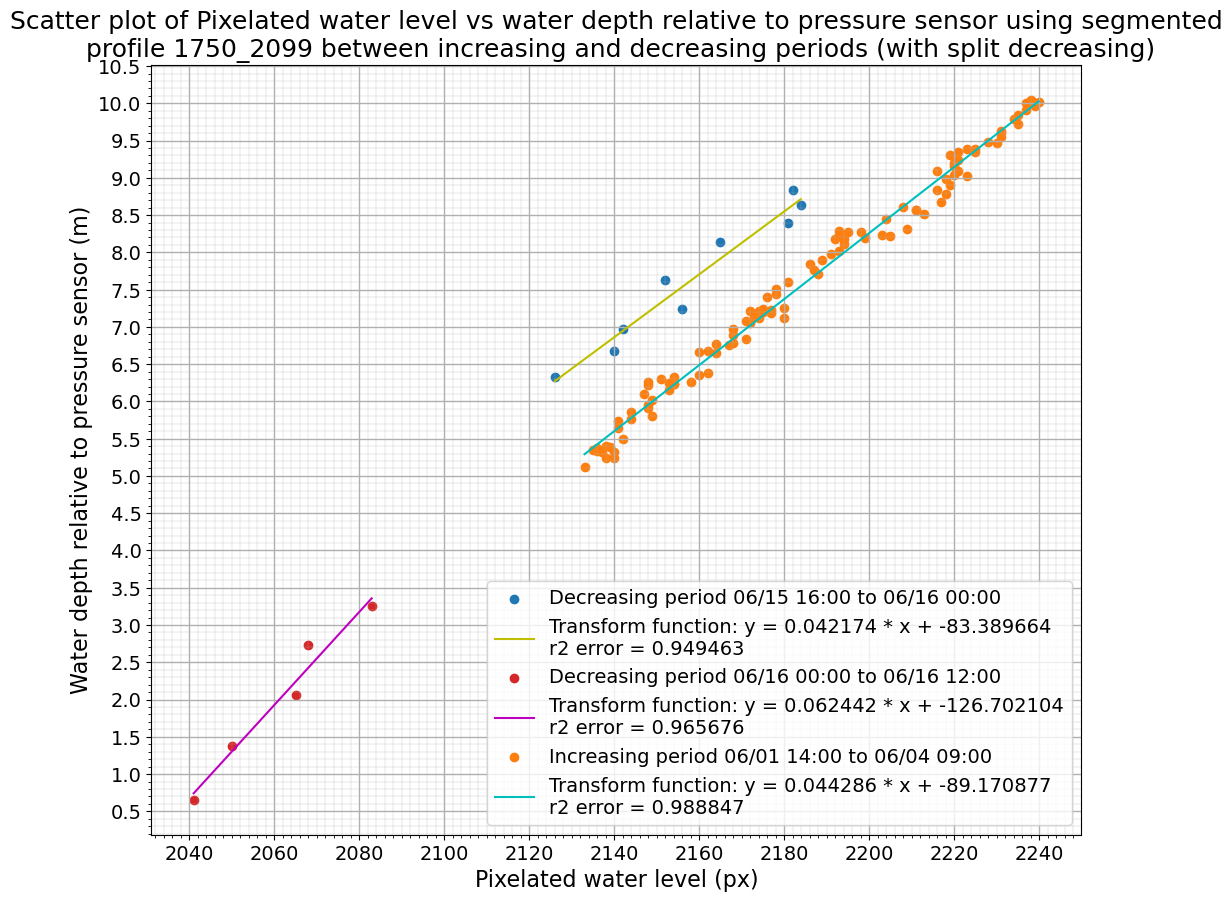 Scatter plot of Pixelated water level vs water depth relative to pressure sensor using segmented
profile 1750_2099 between increasing and decreasing periods (with split decreasing)
Water depth relative to pressure sensor (m)
10.5
10.0
9.5
9.0
8.5
8.0
7.5
7.0
6.5
6.0
5.5
5.0
4.5
4.0
3.5
3.0
2.5
2.0
1.5
1.0
0.5
Decreasing period 06/15 16:00 to 06/16 00:00
Transform function: y = 0.042174 * x + -83.389664
r2 error = 0.949463
Decreasing period 06/16 00:00 to 06/16 12:00
Transform function: y = 0.062442 * x + -126.702104
r2 error = 0.965676
Increasing period 06/01 14:00 to 06/04 09:00
Transform function: y = 0.044286 * x + -89.170877
r2 error = 0.988847
2040 2060 2080 2100 2120 2140 2160 2180 2200 2220 2240
Pixelated water level (px)